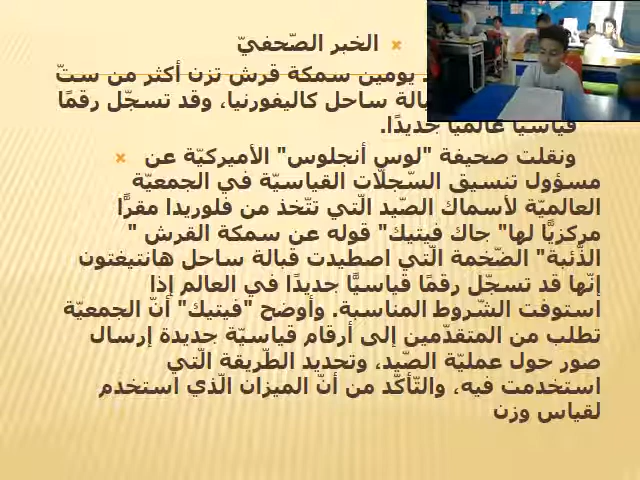 × الخبر الصّحفيّ
يومين سمكة قرش تزن أكثر من ستّ
بالة ساحل كاليفورنيا، وقد تسجّل رقمًا
قياسيًا عالميًا جديدًا.
× ونقلت صحيفة "لوس أنجلوس" الأميركيّة عن
مسؤول تنسيق السّجلّات القياسيّة في الجمعيّة
العالميّة لأسماك الصّيد الّتي تتّخذ من فلوريدا مقرًّا
مركزيًّا لها" جاك فيتيك" قوله عن سمكة القرش "
الذّئبة" الضّخمة الّتي اصطيدت قبالة ساحل هانتيغتون
إنّها قد تسجّل رقمًا قياسيًّا جديدًا في العالم إذا
استوفت الشّروط المناسبة. وأوضح "فيتيك" أنّ الجمعيّة
تطلب من المتقدّمين إلى أرقام قياسيّة جديدة إرسال
صور حول عمليّة الصّيد، وتحديد الطّريقة الّتي
استخدمت فيه، والتّأكّد من أنّ الميزان الّذي استخدم
لقياس وزن